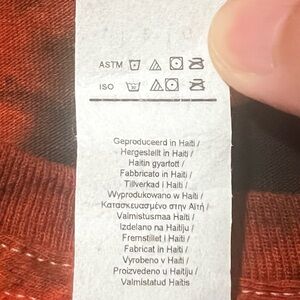 ASTM
ISO
Geproduceerd in Haïti /
Hergestellt in Haiti /
Haitin gyartott /
Fabbricato in Haiti /
Tillverkad i Haiti /
Wyprodukowano w Haiti /
Κατασκευασμένο στην Αϊτή /
Valmistusmaa Haiti /
Izdelano na Haitiju /
Fremstillet i Haiti /
Fabricat in Haiti /
Vyrobeno v Haiti /
Proizvedeno u Haitiju /
Valmistatud Haitis